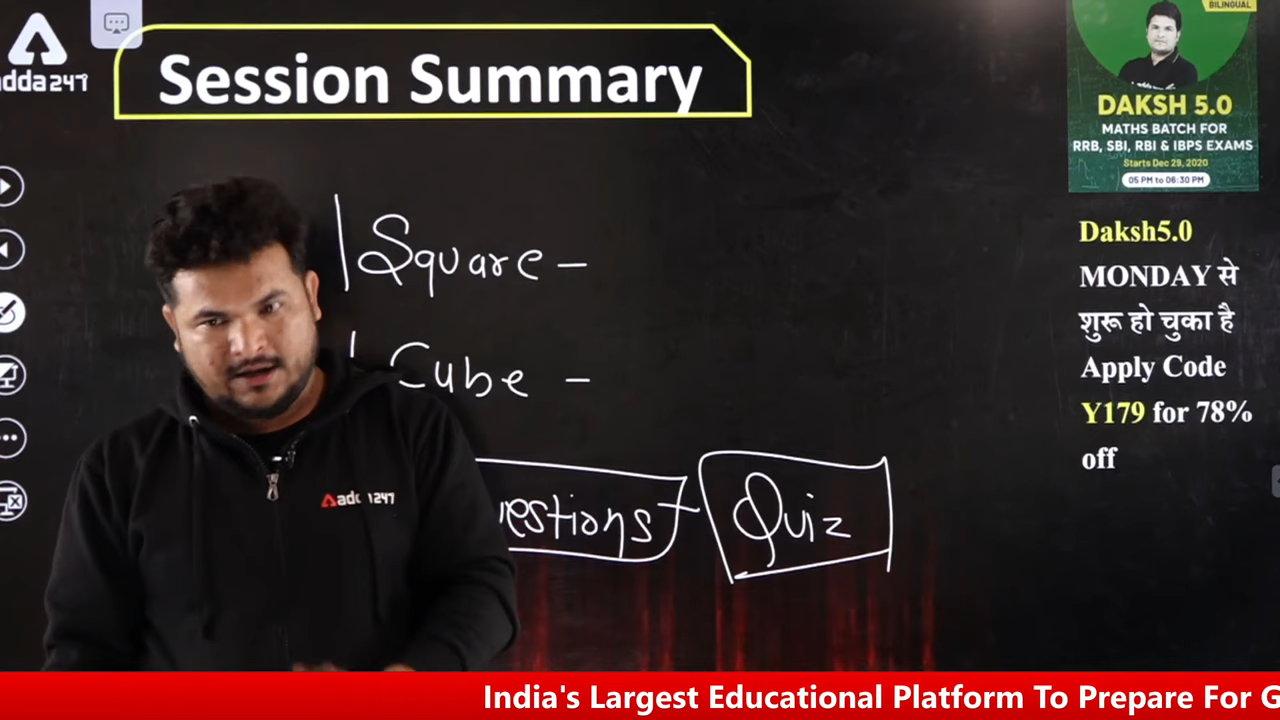 adda247
Session Summary
Square -
Cube -
Quiz
adda247
BILINGUAL
DAKSH 5.0
MATHS BATCH FOR
RRB, SBI, RBI & IBPS EXAMS
Starts Dec 29, 2020
05 PM to 06:30 PM
Daksh5.0
MONDAY से
शुरू हो चुका है
Apply Code
Y179 for 78%
off
India's Largest Educational Platform To Prepare For G